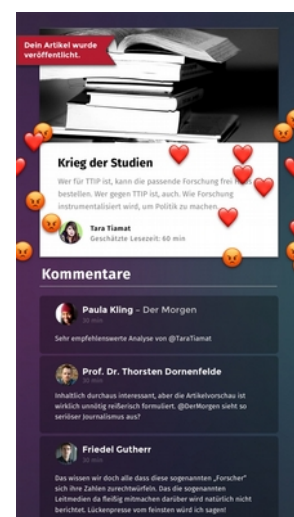 Dein Artikel wurde
veröffentlicht.
Krieg der Studien
Wer für TTIP ist, kann die passende Forschung frei Haus
bestellen. Wer gegen TTIP ist, auch. Wie Forschung
instrumentalisiert wird, um Politik zu machen.
Tara Tiamat
Geschätzte Lesezeit: 60 min
Kommentare
Paula Kling – Der Morgen
30 min
Sehr empfehlenswerte Analyse von @TaraTiamat
Prof. Dr. Thorsten Dornenfelde
30 min
Inhaltlich durchaus interessant, aber die Artikelvorschau ist
wirklich unnötig reißerisch formuliert. @DerMorgen sieht so
seriöser Journalismus aus?
Friedel Gutherr
30 min
Das wissen wir doch alle dass diese sogenannten „Forscher"
sich ihre Zahlen zurechtwürfeln. Das die sogenannten
Leitmedien da fleißig mitmachen darüber wird natürlich nicht
berichtet. Lückenpresse vom feinsten würd ich sagen!